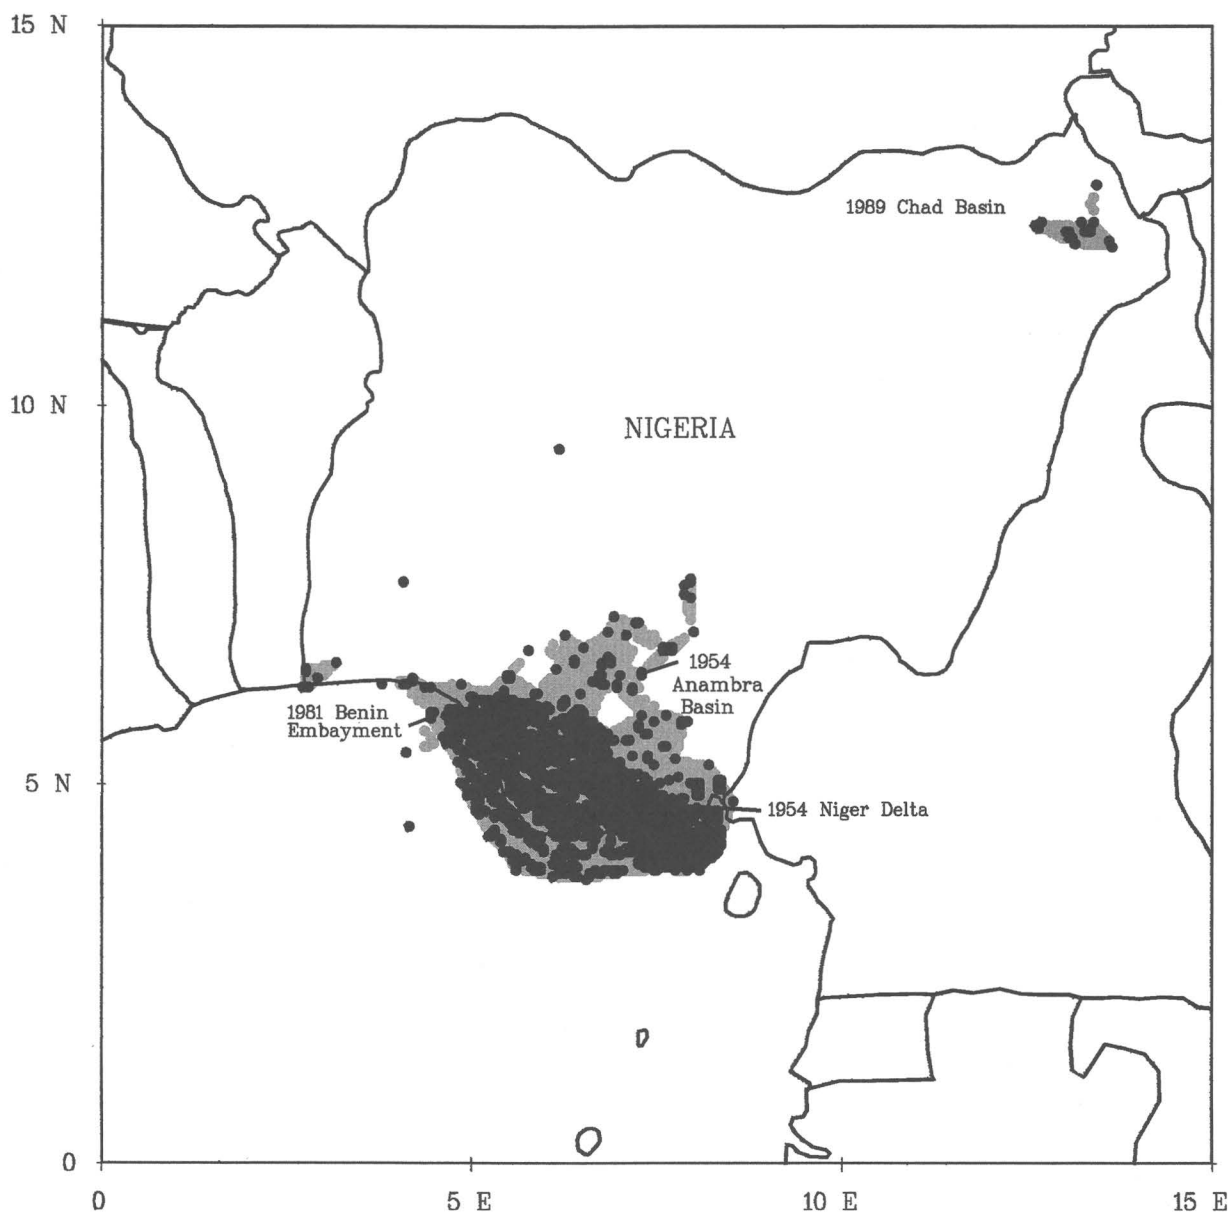 15 N
1989 Chad Basin
10 N
NIGERIA
1954
Anambra
Basin
1981 Benin
Embayment
5 N
1954 Niger Delta
0
0
5 E
10 E
15 E